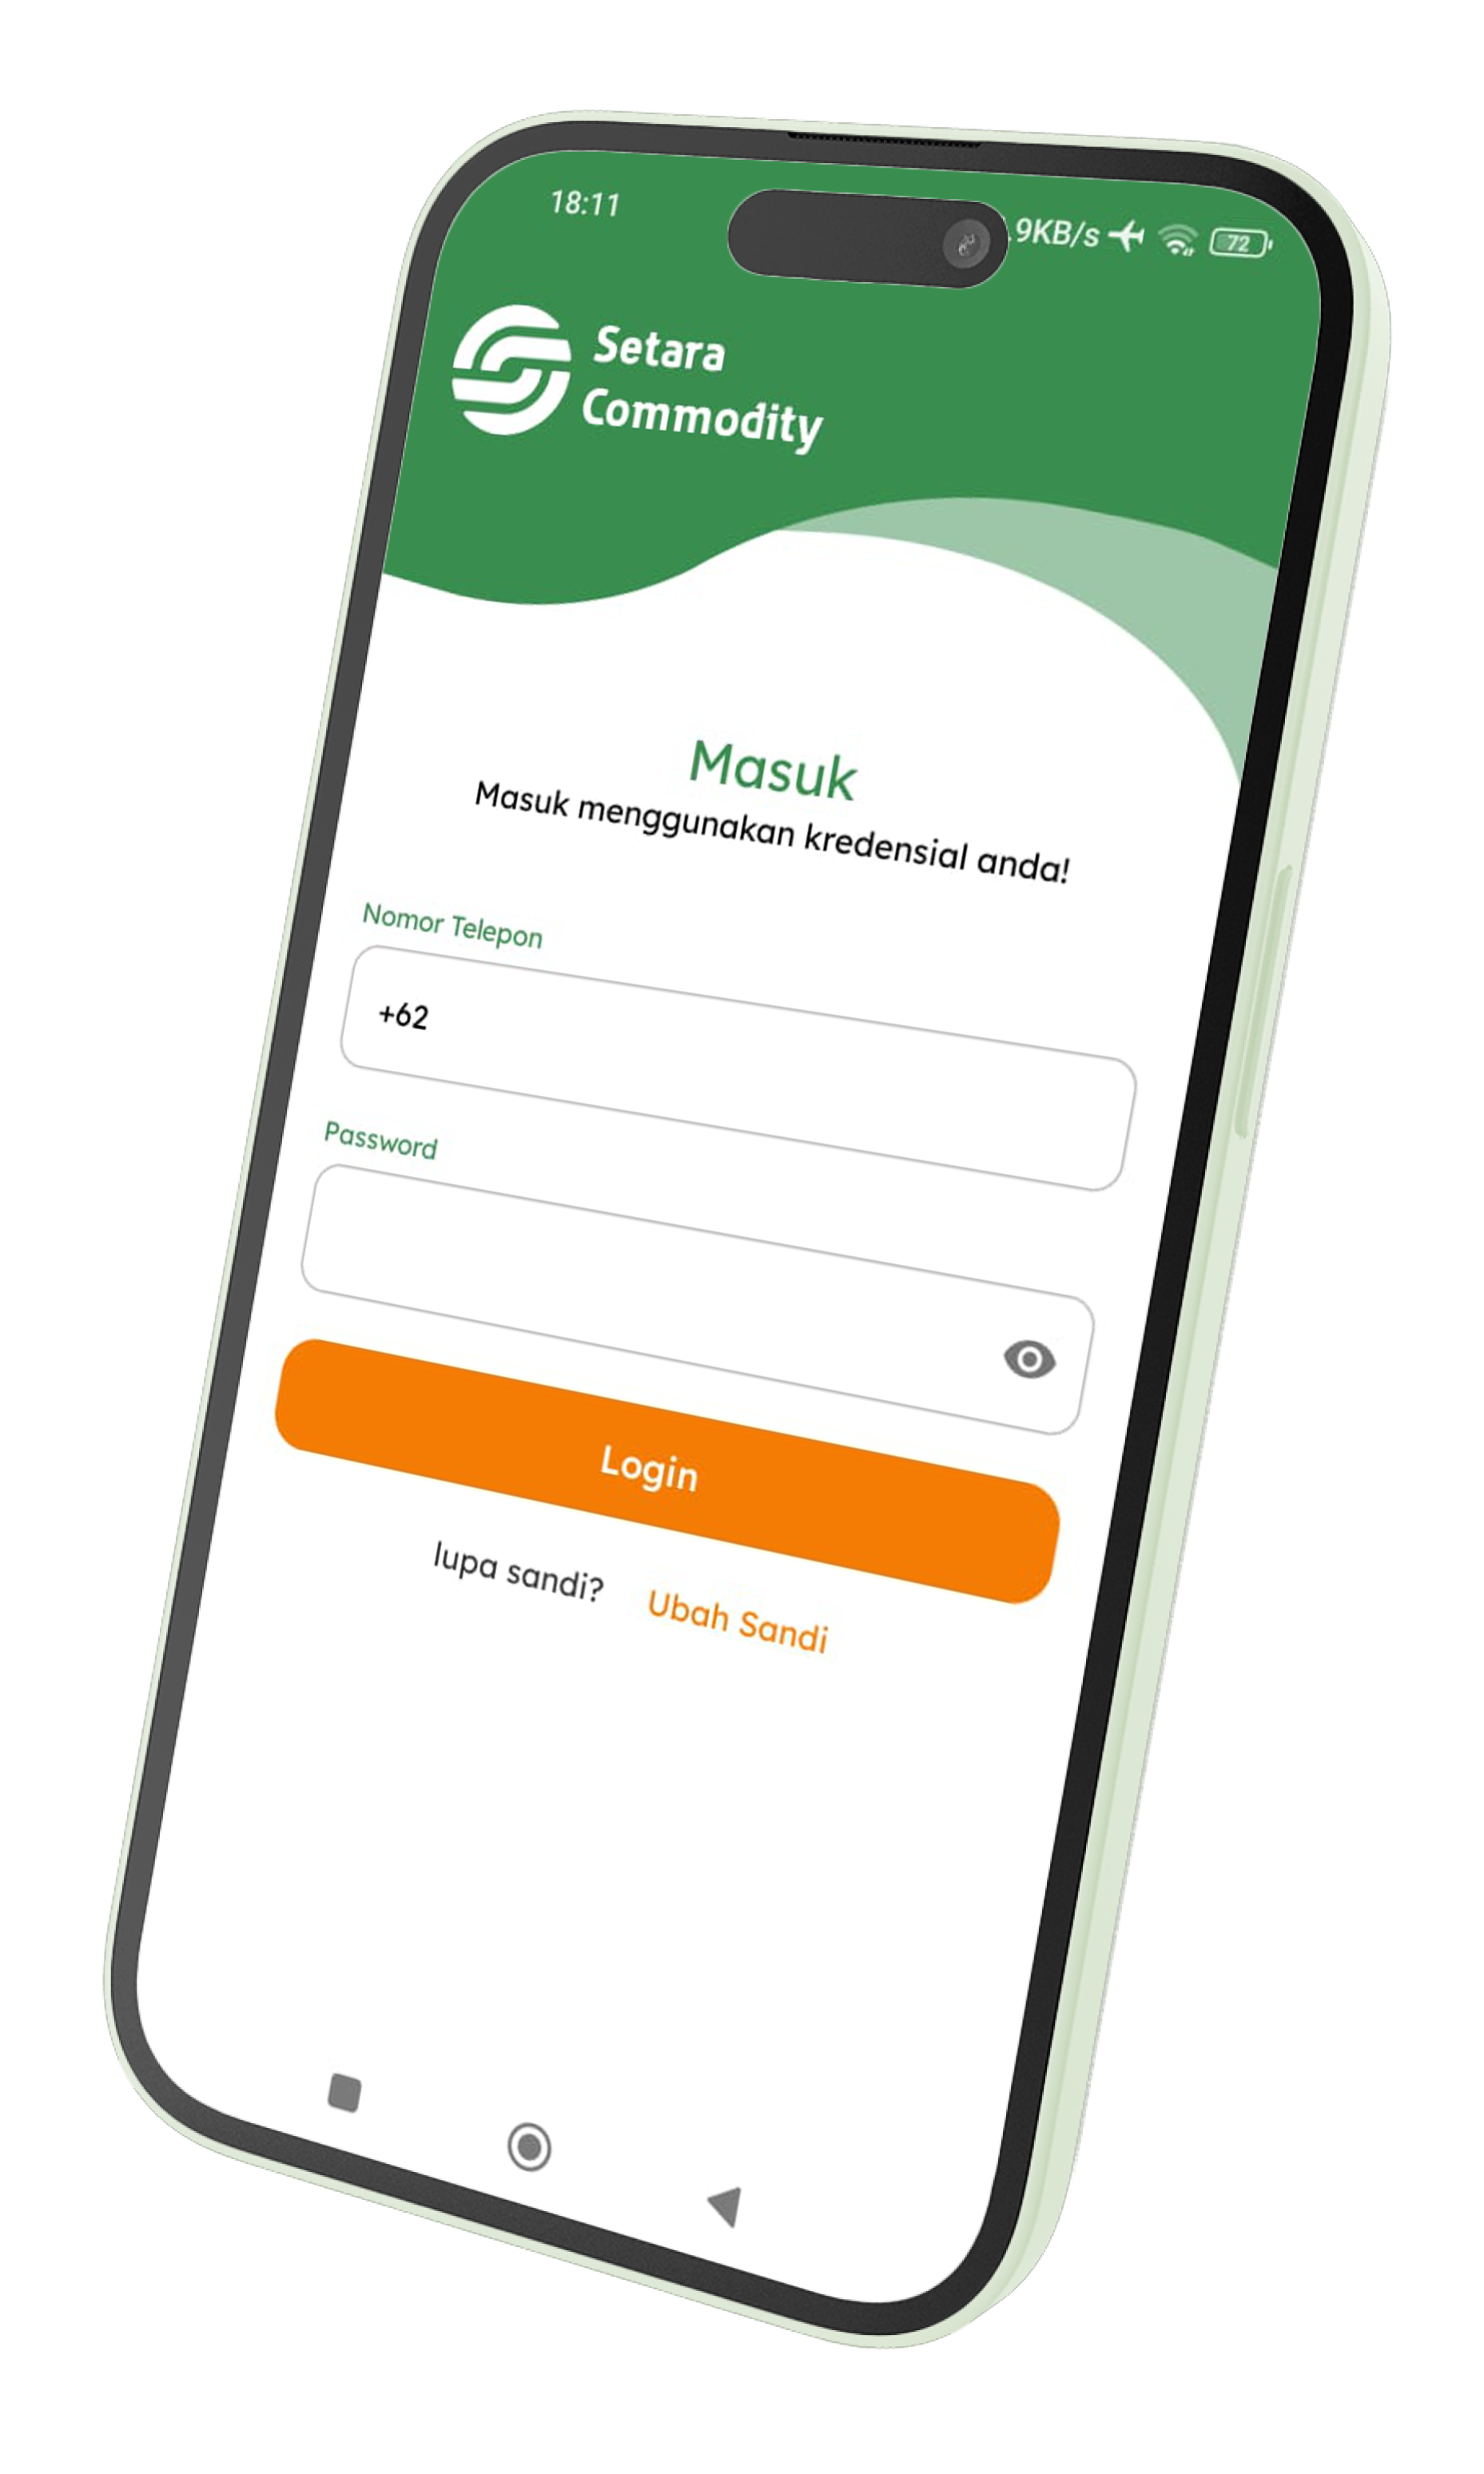 18:11
9KB/s
72
Setara
Commodity
Masuk
Masuk menggunakan kredensial anda!
Nomor Telepon
+62
Password
Login
lupa sandi? Ubah Sandi